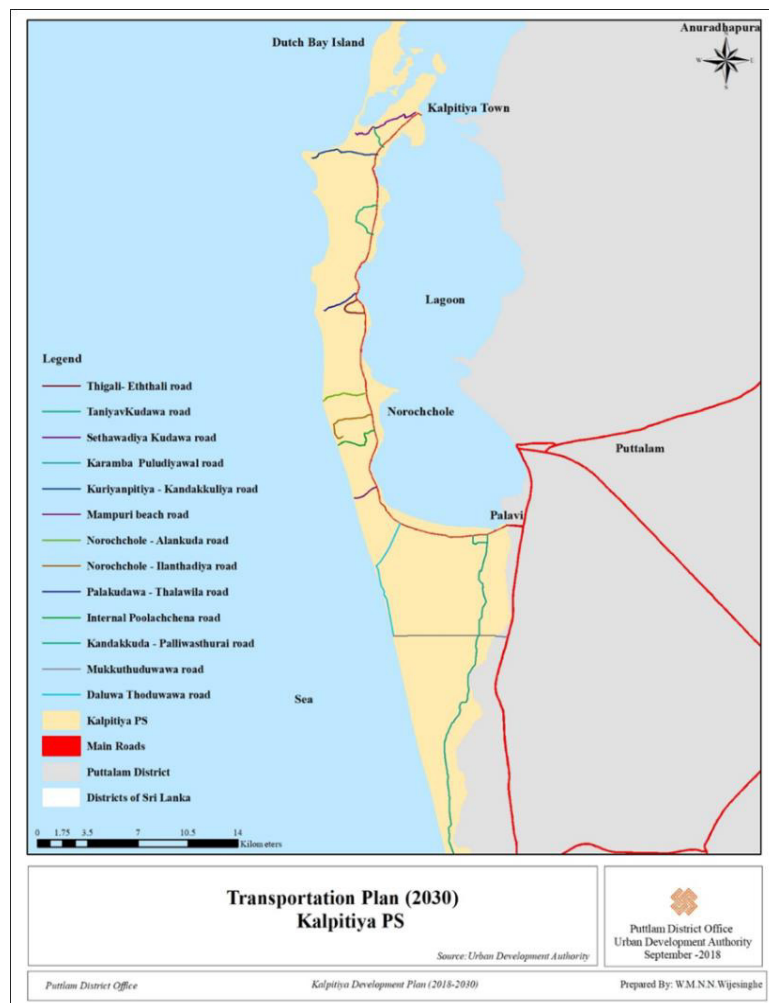 Anuradhapura
Dutch Bay Island
N
W
E
S
Kalpitiya Town
Lagoon
Norochchole
Puttalam
Palavi
Sea
Legend
Thigali- Eththali road
TaniyavKudawa road
Sethawadiya Kudawa road
Karamba Puludiyawal road
Kuriyanpitiya - Kandakkuliya road
Mampuri beach road
Norochchole - Alankuda road
Norochchole - Ilanthadiya road
Palakudawa - Thalawila road
Internal Poolachchena road
Kandakkuda - Palliwasthurai road
Mukkuthuduwawa road
Daluwa Thoduwawa road
Kalpitiya PS
Main Roads
Puttalam District
Districts of Sri Lanka
0 1.75 3.5 7 10.5 14
Kilometers
Transportation Plan (2030)
Kalpitiya PS
Source: Urban Development Authority
Puttlam District Office
Urban Development Authority
September -2018
Puttlam District Office
Kalpitiya Development Plan (2018-2030)
Prepared By: W.M.N.N.Wijesinghe